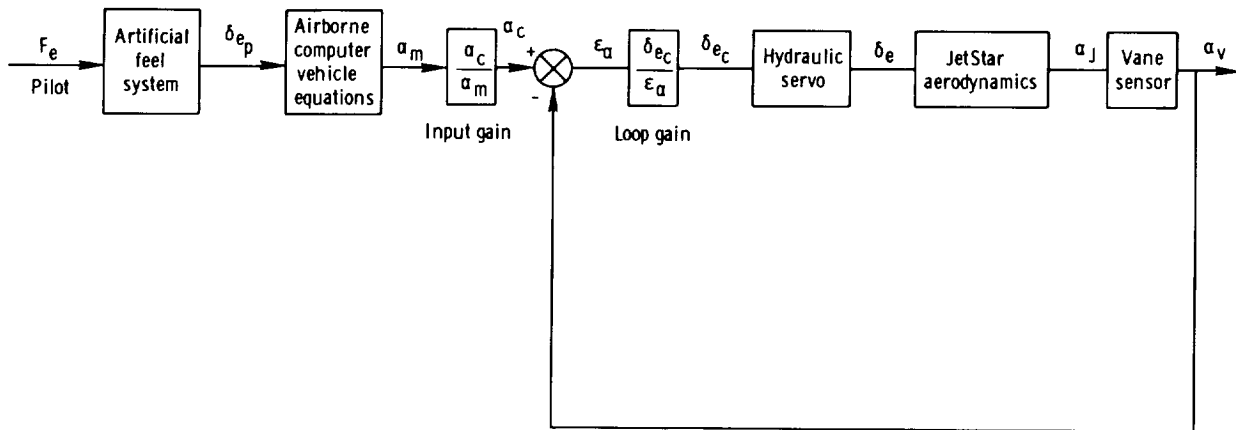 F_e
Pilot
Artificial
feel
system
δ_e_p
Airborne
computer
vehicle
equations
α_m
α_c
α_m
Input gain
α_c
+
-
ε_α
δ_e_c
ε_α
Loop gain
δ_e_c
Hydraulic
servo
δ_e
JetStar
aerodynamics
α_J
Vane
sensor
α_v